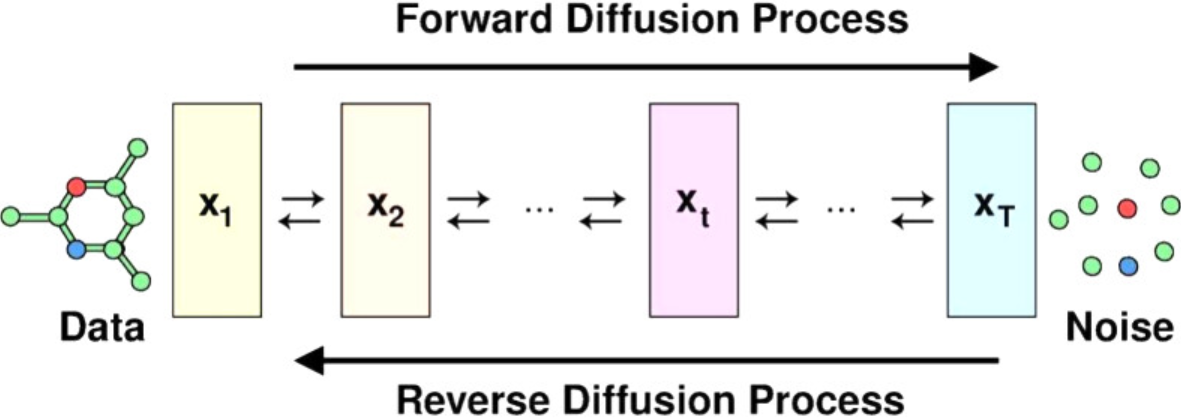 Forward Diffusion Process
x1 x2 ... xt ... xT
Data
Noise
Reverse Diffusion Process